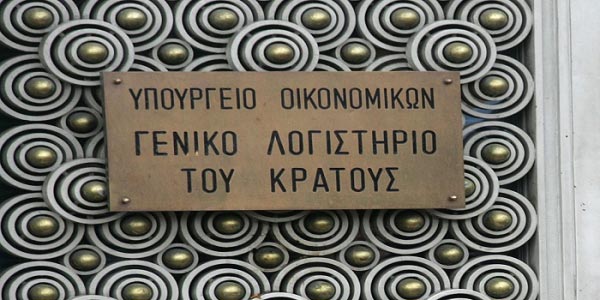 ΥΠΟΥΡΓΕΙΟ ΟΙΚΟΝΟΜΙΚΩΝ
ΓΕΝΙΚΟ ΛΟΓΙΣΤΗΡΙΟ
ΤΟΥ ΚΡΑΤΟΥΣ